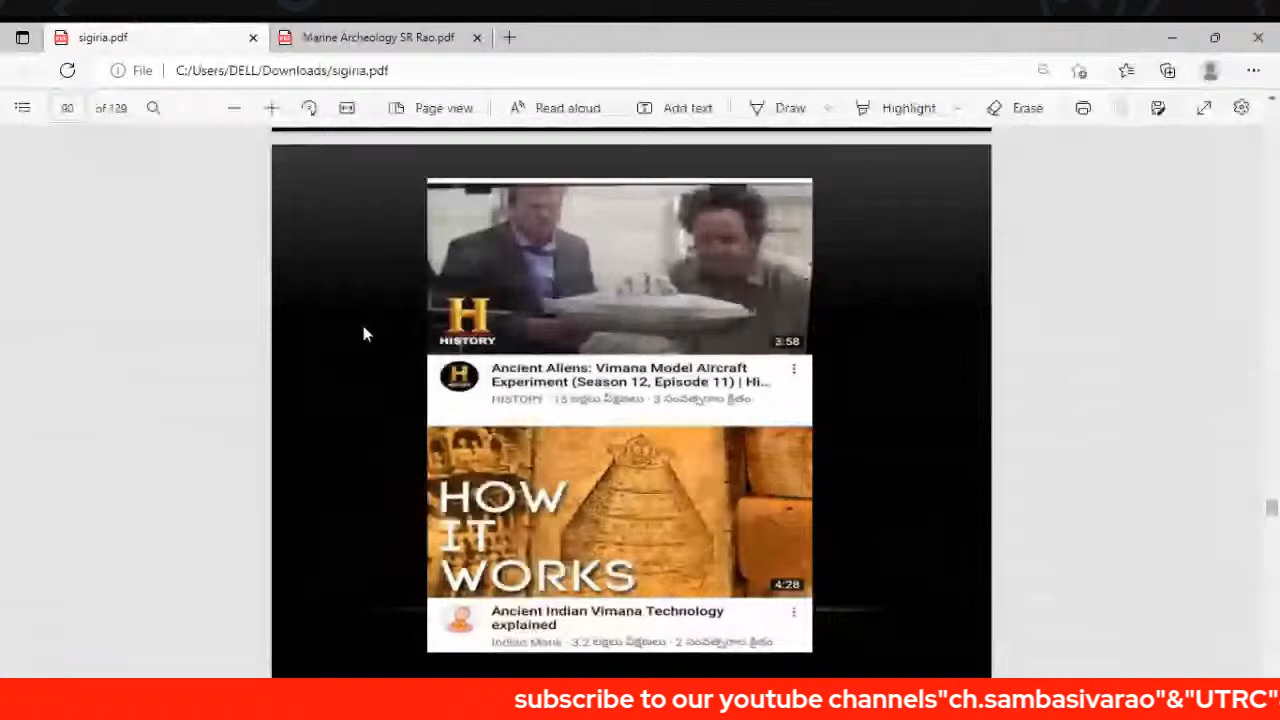 sigiria.pdf
Marine Archeology SR Rao.pdf
File
C:/Users/DELL/Downloads/sigiria.pdf
90 of 129
Page view
Read aloud
Add text
Draw
Highlight
Erase
H
HISTORY
3:58
H
Ancient Aliens: Vimana Model Aircraft
Experiment (Season 12, Episode 11) | Hi...
HISTORY · 15 లక్షలు వీక్షణలు · 3 సంవత్సరాల క్రితం
HOW
IT
WORKS
4:28
Ancient Indian Vimana Technology
explained
Indian Monk · 3.2 లక్షలు వీక్షణలు · 2 సంవత్సరాల క్రితం
subscribe to our youtube channels"ch.sambasivarao"&"UTRC"